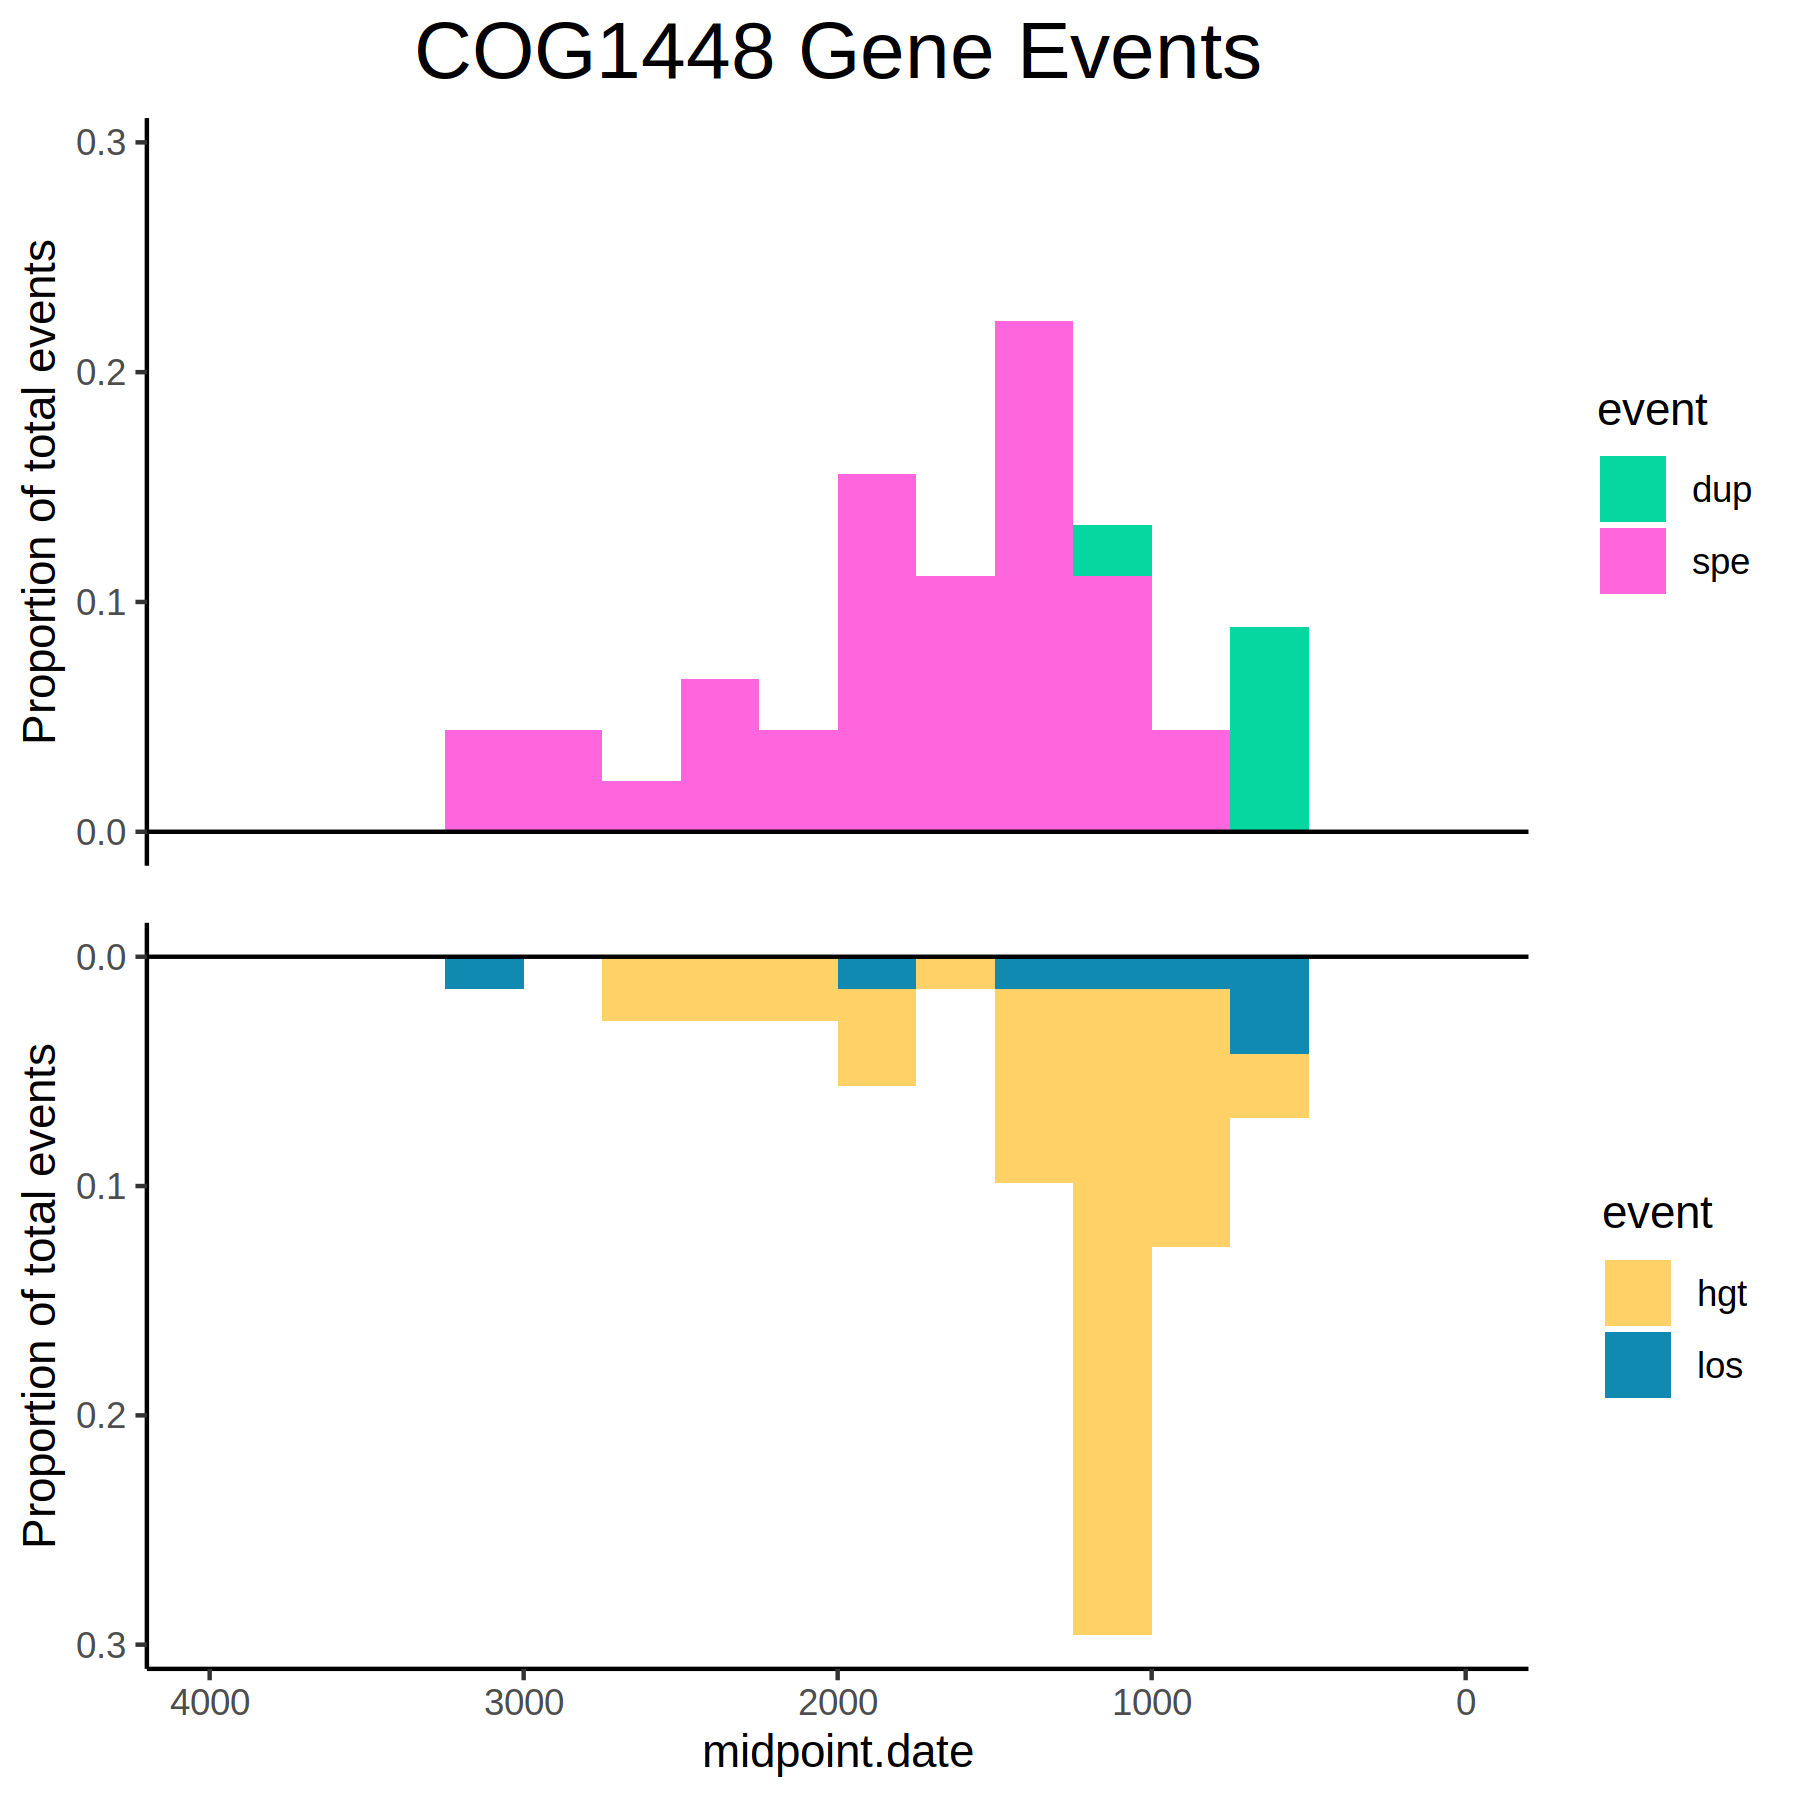 COG1448 Gene Events
Proportion of total events
0.3
0.2
0.1
0.0
event
dup
spe
Proportion of total events
0.0
0.1
0.2
0.3
event
hgt
los
4000 3000 2000 1000 0
midpoint.date